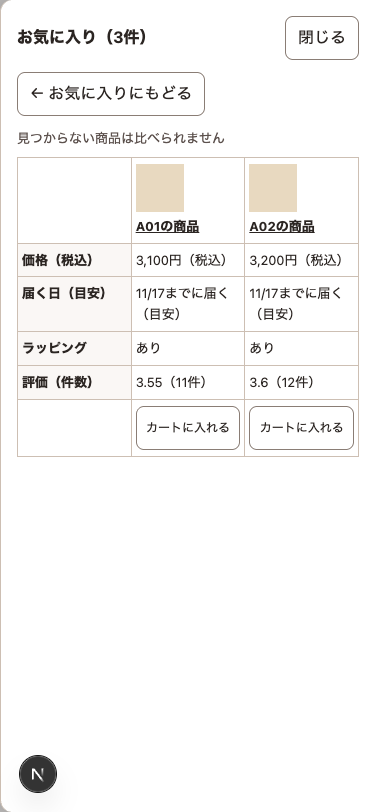 お気に入り（3件）
閉じる
← お気に入りにもどる
見つからない商品は比べられません
A01の商品 A02の商品
価格（税込） 3,100円（税込） 3,200円（税込）
届く日（目安） 11/17までに届く（目安） 11/17までに届く（目安）
ラッピング あり あり
評価（件数） 3.55（11件） 3.6（12件）
カートに入れる カートに入れる
N